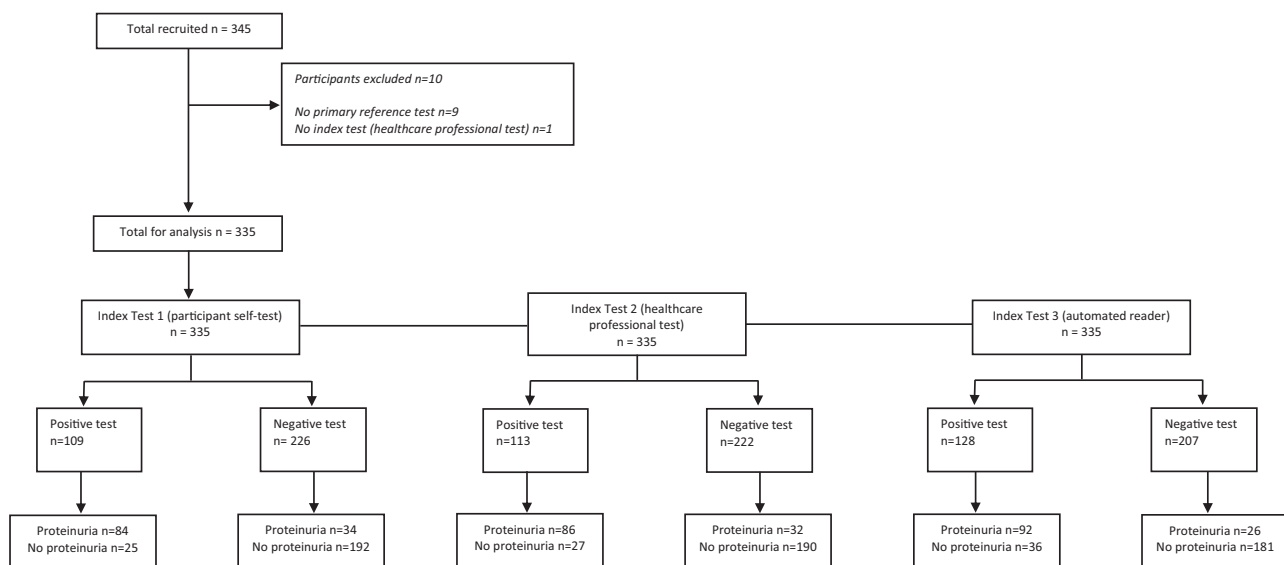 Total recruited n = 345
Participants excluded n=10
No primary reference test n=9
No index test (healthcare professional test) n=1
Total for analysis n = 335
Index Test 1 (participant self-test)
n = 335
Index Test 2 (healthcare
professional test)
n = 335
Index Test 3 (automated reader)
n = 335
Positive test
n=109
Negative test
n= 226
Positive test
n=113
Negative test
n=222
Positive test
n=128
Negative test
n=207
Proteinuria n=84
No proteinuria n=25
Proteinuria n=34
No proteinuria n=192
Proteinuria n=86
No proteinuria n=27
Proteinuria n=32
No proteinuria n=190
Proteinuria n=92
No proteinuria n=36
Proteinuria n=26
No proteinuria n=181